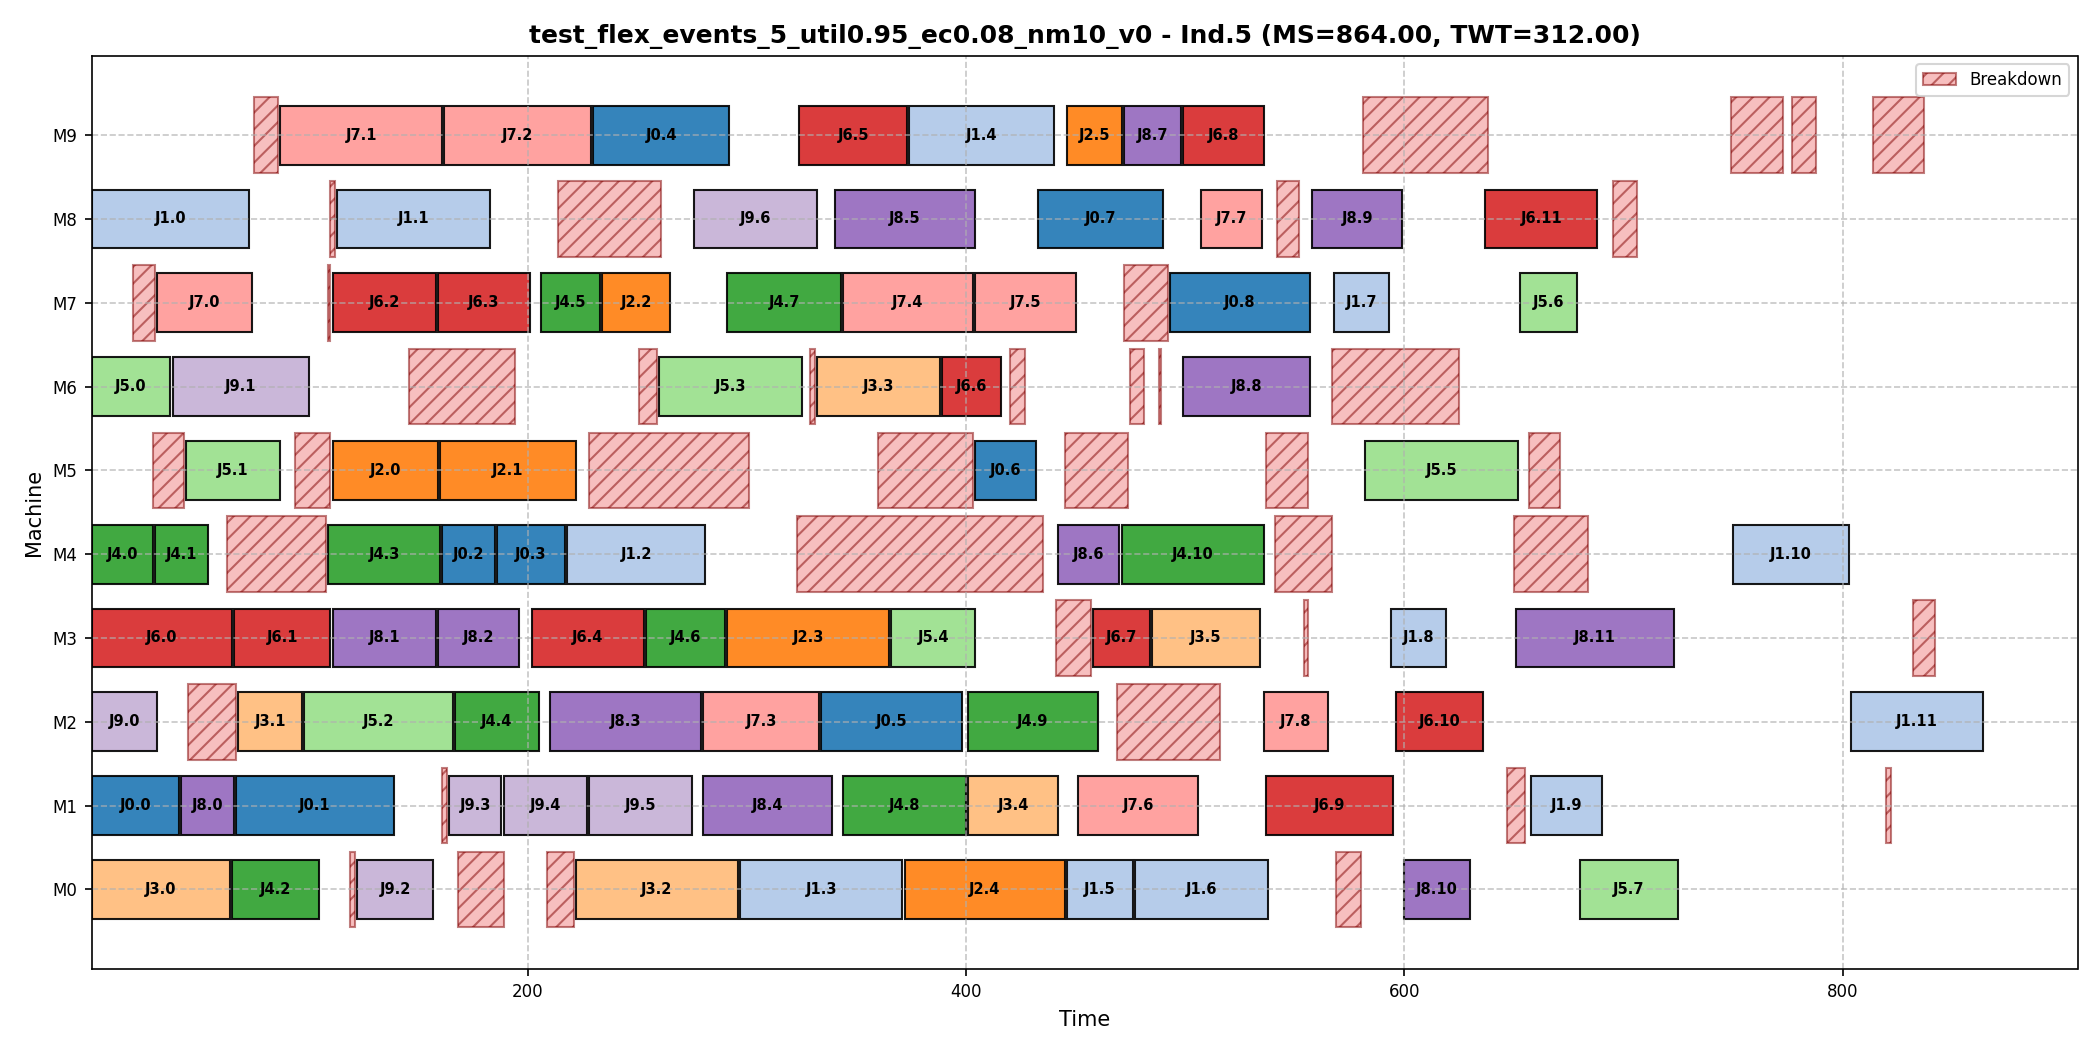 test_flex_events_5_util0.95_ec0.08_nm10_v0 - Ind.5 (MS=864.00, TWT=312.00)
Breakdown
M9 J7.1 J7.2 J0.4 J6.5 J1.4 J2.5 J8.7 J6.8
M8 J1.0 J1.1 J9.6 J8.5 J0.7 J7.7 J8.9 J6.11
M7 J7.0 J6.2 J6.3 J4.5 J2.2 J4.7 J7.4 J7.5 J0.8 J1.7 J5.6
M6 J5.0 J9.1 J5.3 J3.3 J6.6 J8.8
M5 J5.1 J2.0 J2.1 J0.6 J5.5
M4 J4.0 J4.1 J4.3 J0.2 J0.3 J1.2 J8.6 J4.10 J1.10
M3 J6.0 J6.1 J8.1 J8.2 J6.4 J4.6 J2.3 J5.4 J6.7 J3.5 J1.8 J8.11
M2 J9.0 J3.1 J5.2 J4.4 J8.3 J7.3 J0.5 J4.9 J7.8 J6.10 J1.11
M1 J0.0 J8.0 J0.1 J9.3 J9.4 J9.5 J8.4 J4.8 J3.4 J7.6 J6.9 J1.9
M0 J3.0 J4.2 J9.2 J3.2 J1.3 J2.4 J1.5 J1.6 J8.10 J5.7
Machine
200 400 600 800
Time